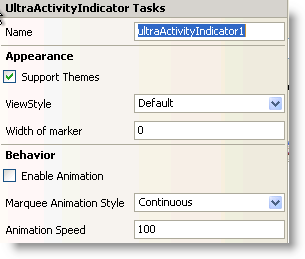 UltraActivityIndicator Tasks
Name ultraActivityIndicator1
Appearance
Support Themes
ViewStyle Default
Width of marker 0
Behavior
Enable Animation
Marquee Animation Style Continuous
Animation Speed 100